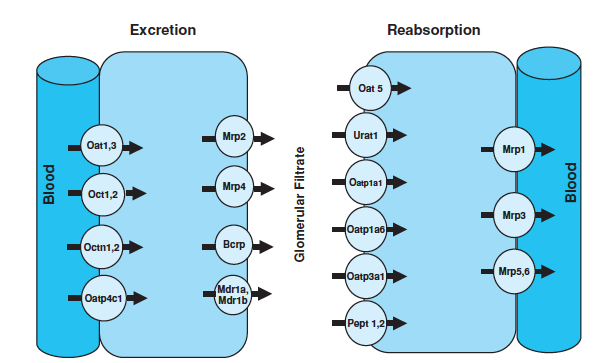 Excretion
Reabsorption
Blood
Oat1,3
Oct1,2
Octn1,2
Oatp4c1
Mrp2
Mrp4
Bcrp
Mdr1a,
Mdr1b
Glomerular Filtrate
Oat 5
Urat1
Oatp1a1
Oatp1a6
Oatp3a1
Pept 1,2
Mrp1
Mrp3
Mrp5,6
Blood